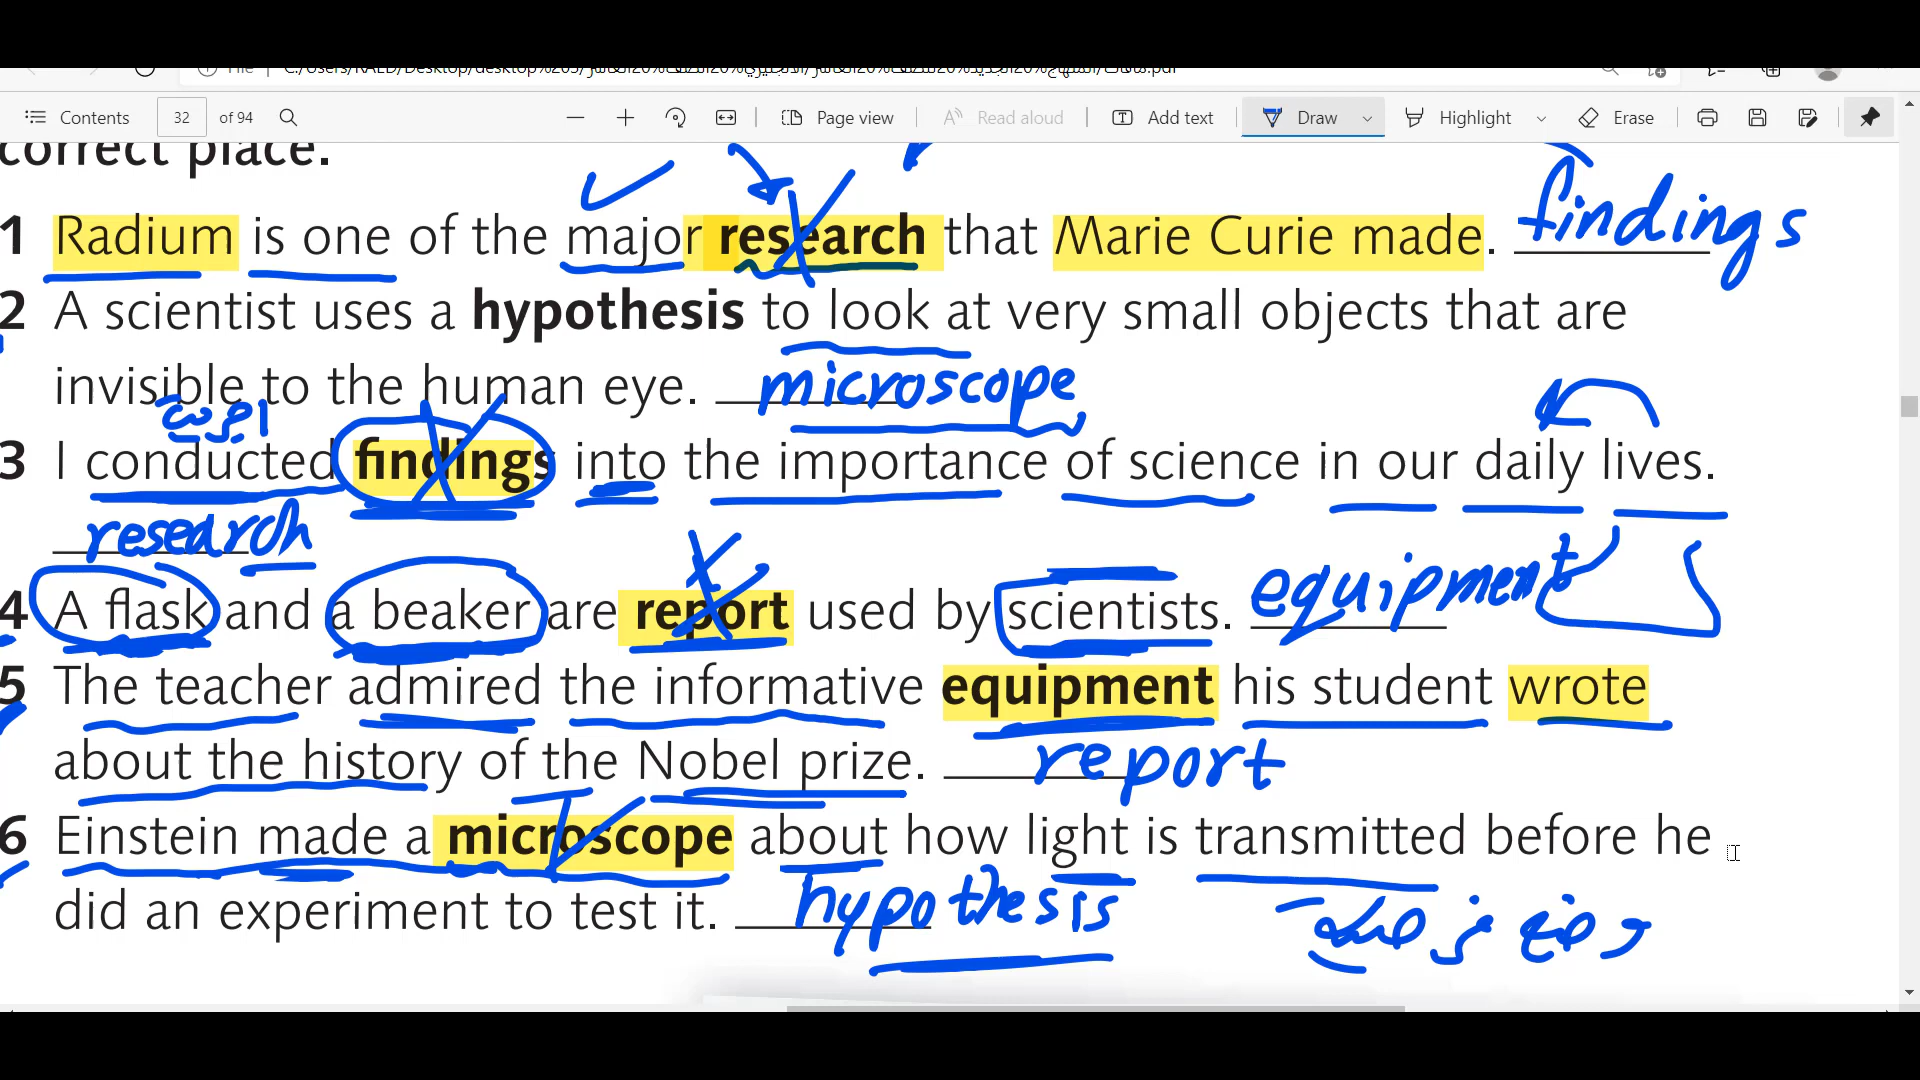 Contents 32 of 94 Page view Read aloud Add text Draw Highlight Erase
correct place.
1 Radium is one of the major research that Marie Curie made. findings
2 A scientist uses a hypothesis to look at very small objects that are
invisible to the human eye. microscope
3 I conducted findings into the importance of science in our daily lives.
research
4 A flask and a beaker are report used by scientists. equipment
5 The teacher admired the informative equipment his student wrote
about the history of the Nobel prize. report
6 Einstein made a microscope about how light is transmitted before he
did an experiment to test it. hypothesis